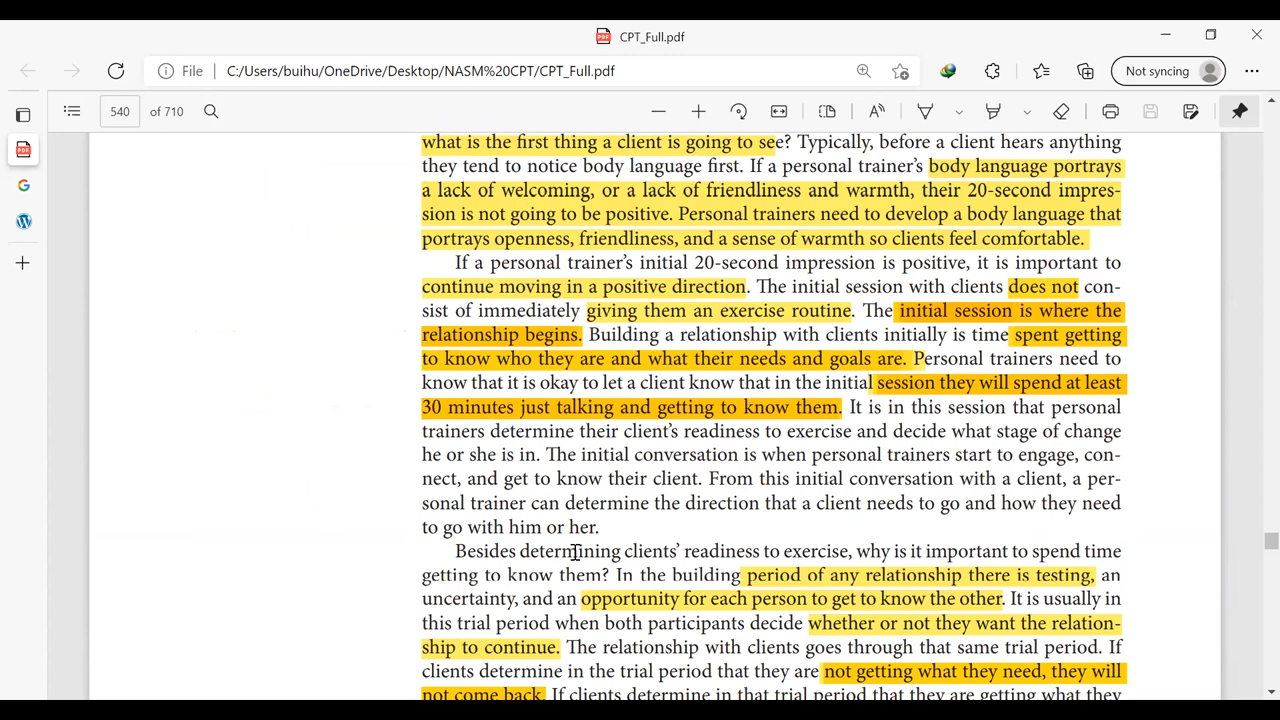 CPT_Full.pdf
File C:/Users/buihu/OneDrive/Desktop/NASM%20CPT/CPT_Full.pdf Not syncing
540 of 710
what is the first thing a client is going to see? Typically, before a client hears anything
they tend to notice body language first. If a personal trainer's body language portrays
a lack of welcoming, or a lack of friendliness and warmth, their 20-second impres-
sion is not going to be positive. Personal trainers need to develop a body language that
portrays openness, friendliness, and a sense of warmth so clients feel comfortable.
If a personal trainer's initial 20-second impression is positive, it is important to
continue moving in a positive direction. The initial session with clients does not con-
sist of immediately giving them an exercise routine. The initial session is where the
relationship begins. Building a relationship with clients initially is time spent getting
to know who they are and what their needs and goals are. Personal trainers need to
know that it is okay to let a client know that in the initial session they will spend at least
30 minutes just talking and getting to know them. It is in this session that personal
trainers determine their client's readiness to exercise and decide what stage of change
he or she is in. The initial conversation is when personal trainers start to engage, con-
nect, and get to know their client. From this initial conversation with a client, a per-
sonal trainer can determine the direction that a client needs to go and how they need
to go with him or her.
Besides determining clients' readiness to exercise, why is it important to spend time
getting to know them? In the building period of any relationship there is testing, an
uncertainty, and an opportunity for each person to get to know the other. It is usually in
this trial period when both participants decide whether or not they want the relation-
ship to continue. The relationship with clients goes through that same trial period. If
clients determine in the trial period that they are not getting what they need, they will
not come back. If clients determine in that trial period that they are getting what they